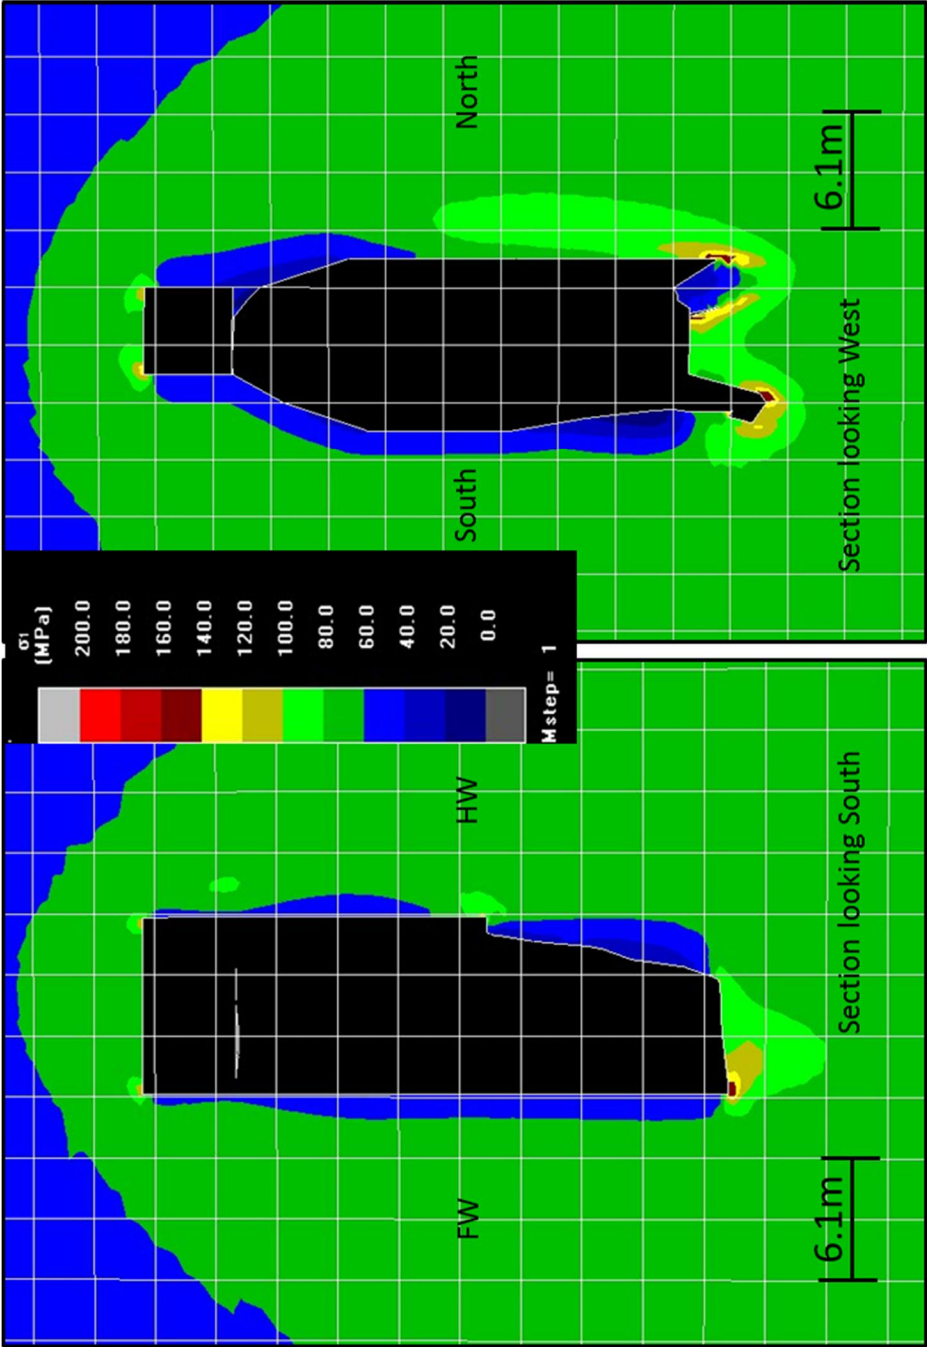 FW
HW
6.1m
Section looking South
σ1
(MPa)
200.0
180.0
160.0
140.0
120.0
100.0
80.0
60.0
40.0
20.0
0.0
Mstep= 1
South
North
Section looking West
6.1m